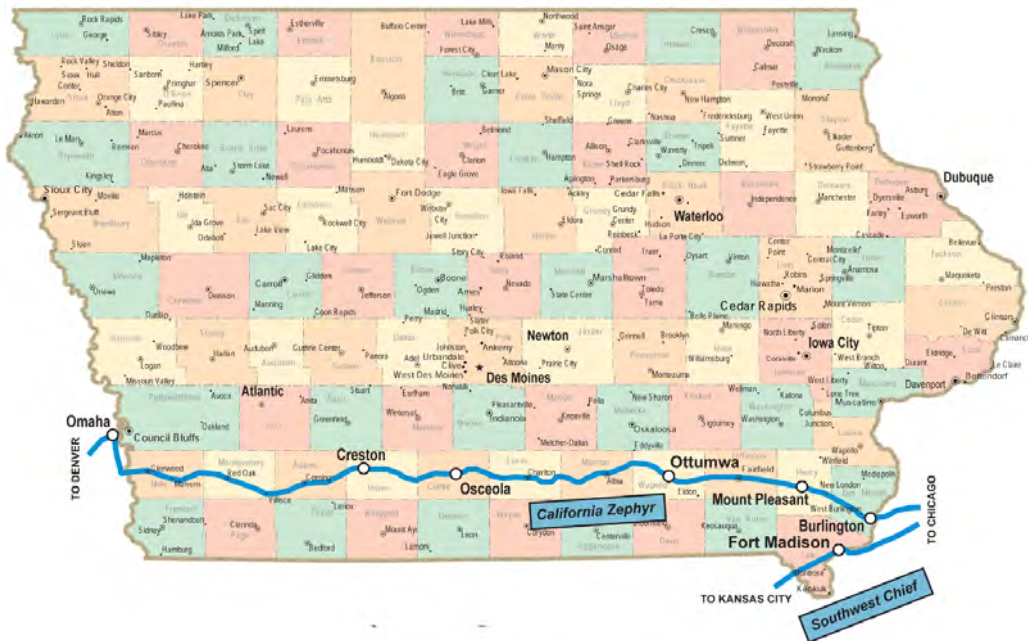 Rock Rapids
George
Lake Park
Sibley
Arnolds Park
Spirit
Lake
Milford
Estherville
Buffalo Center
Lake Mills
Forest City
Northwood
Manly
Saint Ansgar
Osage
Cresco
Decorah
Calmar
Lansing
Waukon
Postville
Rock Valley
Sheldon
Sioux
Center
Hull
Hawarden
Orange City
Alton
Sanborn
Hartley
Primghar
Paulina
Spencer
Emmetsburg
Algona
Britt
Garner
Clear Lake
Mason City
Nora
Springs
Charles City
New Hampton
Fredericksburg
West Union
Fayette
Monona
Elkader
Guttenberg
Akron
Le Mars
Remsen
Kingsley
Marcus
Cherokee
Alta
Storm Lake
Newell
Laurens
Pocahontas
Humboldt
Dakota City
Belmond
Clarion
Eagle Grove
Sheffield
Hampton
Greene
Allison
Clarksville
Shell Rock
Aplington
Parkersburg
Nashua
Waverly
Tripoli
Denver
Sumner
Strawberry Point
Sioux City
Sergeant Bluff
Moville
Sloan
Holstein
Ida Grove
Odebolt
Sac City
Lake View
Manson
Rockwell City
Lake City
Fort Dodge
Webster
City
Jewell Junction
Story City
Iowa Falls
Ackley
Eldora
Grundy
Center
Reinbeck
Cedar Falls
Waterloo
Hudson
La Porte City
Independence
Manchester
Dubuque
Asbury
Dyersville
Farley
Epworth
Cascade
Bellevue
Mapleton
Onawa
Dunlap
Denison
Carroll
Manning
Glidden
Coon Rapids
Jefferson
Ogden
Boone
Madrid
Perry
Roland
Ames
Nevada
Huxley
Slater
Conrad
State Center
Marshalltown
Traer
Toledo
Tama
Dysart
Vinton
Belle Plaine
Center
Point
Central City
Robins
Hiawatha
Marion
Cedar Rapids
Monticello
Springville
Anamosa
Mount Vernon
Maquoketa
Preston
Clinton
De Witt
Camanche
Le Claire
Woodbine
Logan
Missouri Valley
Harlan
Audubon
Guthrie Center
Panora
Stuart
Adel
Johnston
Urbandale
Clive
West Des Moines
Norwalk
Polk City
Ankeny
Altoona
Des Moines
Newton
Prairie City
Grinnell
Brooklyn
Montezuma
Marengo
Williamsburg
North Liberty
Solon
Coralville
Iowa City
Tipton
West Branch
Wilton
Durant
Eldridge
Davenport
Bettendorf
Avoca
Oakland
Council Bluffs
Atlantic
Anita
Greenfield
Earlham
Winterset
Pleasantville
Indianola
Pella
Knoxville
Melcher-Dallas
New Sharon
Oskaloosa
Eddyville
Sigourney
Wellman
Kalona
Washington
West Liberty
Lone Tree
Columbus
Junction
Muscatine
Wapello
Winfield
Omaha
TO DENVER
Glenwood
Malvern
Red Oak
Villisca
Corning
Creston
Lenox
Osceola
Chariton
Albia
Ottumwa
Eldon
Fairfield
Mount Pleasant
New London
Mediapolis
West Burlington
Burlington
TO CHICAGO
Sidney
Shenandoah
Hamburg
Clarinda
Bedford
Mount Ayr
Lamoni
Leon
Corydon
Centerville
Bloomfield
Keosauqua
California Zephyr
Fort Madison
Montrose
Keokuk
TO KANSAS CITY
Southwest Chief